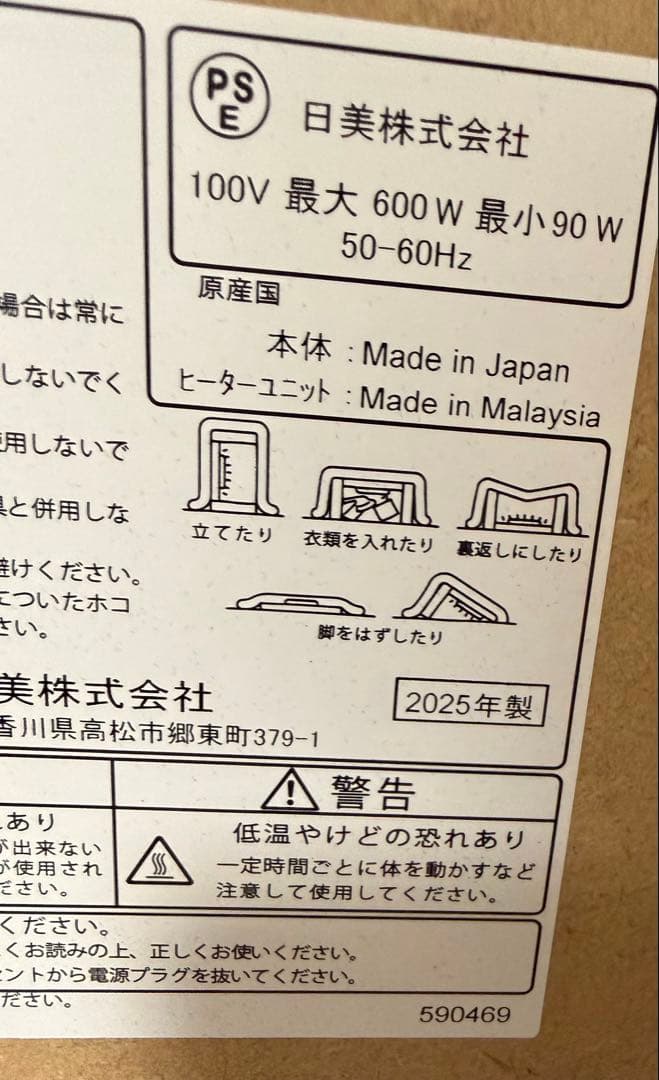 PS
E
日美株式会社
100V 最大 600W 最小90W
50-60Hz
原産国
本体 : Made in Japan
ヒーターユニット : Made in Malaysia
場合は常に
しないでく
使用しないで
具と併用しな
避けください。
についたホコ
さい。
立てたり
衣類を入れたり
裏返しにしたり
脚をはずしたり
美株式会社
香川県高松市郷東町379-1
2025年製
警告
低温やけどの恐れあり
一定時間ごとに体を動かすなど
注意して使用してください。
あり
が出来ない
が使用され
ださい。
ください。
くお読みの上、正しくお使いください。
セントから電源プラグを抜いてください。
ださい。
590469